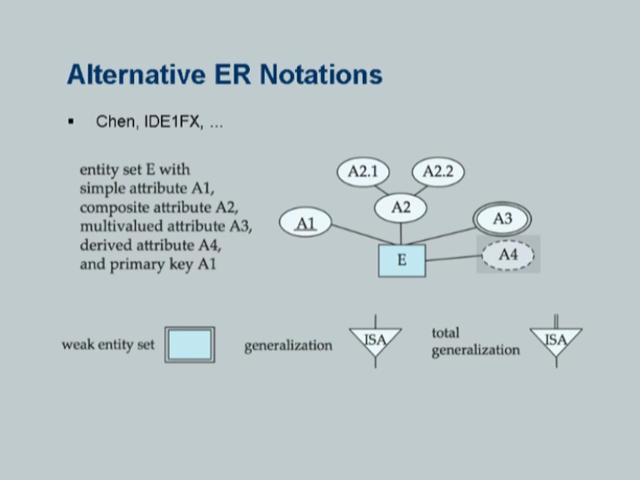 Alternative ER Notations
▪ Chen, IDE1FX, ...
entity set E with
simple attribute A1,
composite attribute A2,
multivalued attribute A3,
derived attribute A4,
and primary key A1
A2.1
A2.2
A2
A1
A3
E
A4
weak entity set
generalization
ISA
total
generalization
ISA